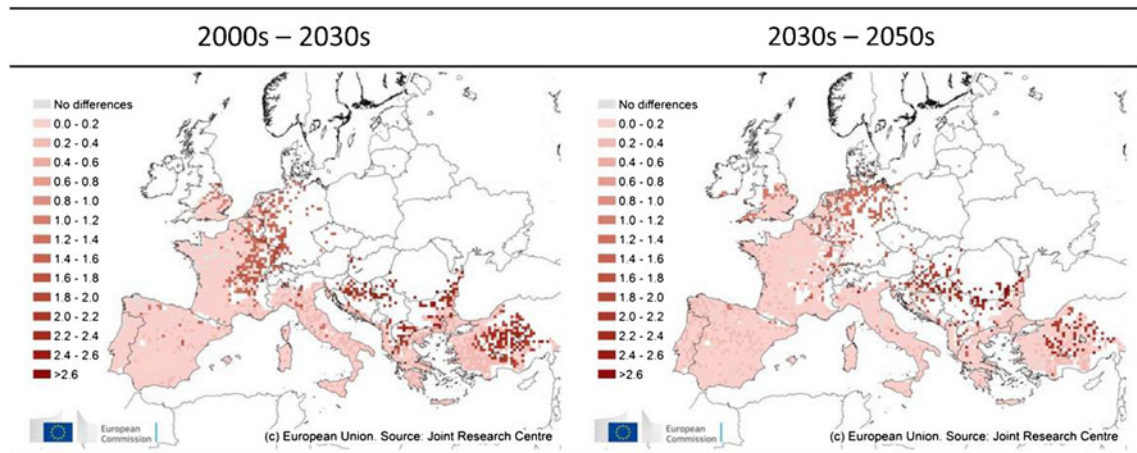 2000s – 2030s
2030s – 2050s
No differences
0.0 - 0.2
0.2 - 0.4
0.4 - 0.6
0.6 - 0.8
0.8 - 1.0
1.0 - 1.2
1.2 - 1.4
1.4 - 1.6
1.6 - 1.8
1.8 - 2.0
2.0 - 2.2
2.2 - 2.4
2.4 - 2.6
>2.6
European
Commission
(c) European Union. Source: Joint Research Centre
No differences
0.0 - 0.2
0.2 - 0.4
0.4 - 0.6
0.6 - 0.8
0.8 - 1.0
1.0 - 1.2
1.2 - 1.4
1.4 - 1.6
1.6 - 1.8
1.8 - 2.0
2.0 - 2.2
2.2 - 2.4
2.4 - 2.6
>2.6
European
Commission
(c) European Union. Source: Joint Research Centre